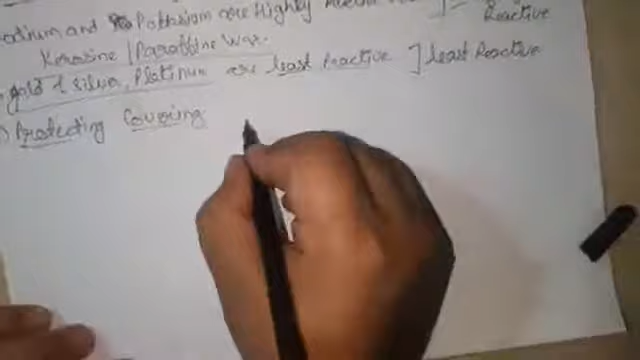 odium and Potassium are Highly
Reactive
Kerosine | Paraffine Wax.
gold & silver, Platinum are least reactive ] least Reactive
Protecting Covering